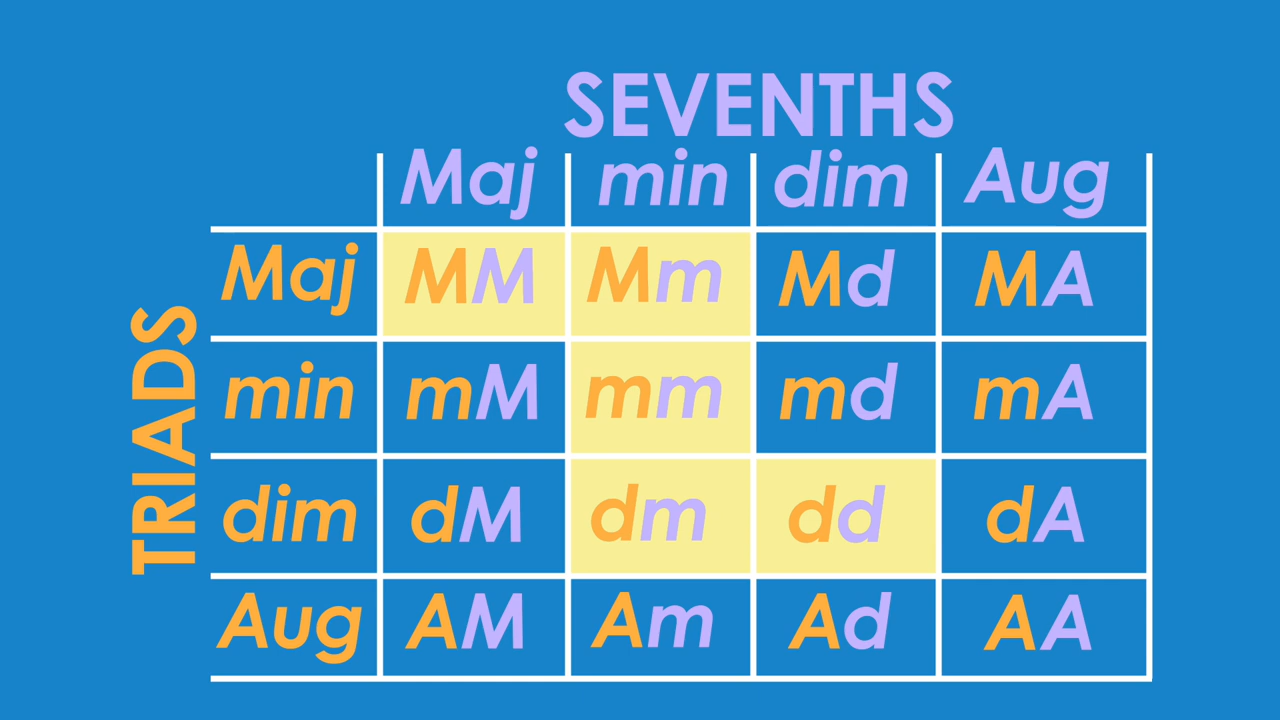 SEVENTHS
Maj min dim Aug
TRIADS
Maj MM Mm Md MA
min mM mm md mA
dim dM dm dd dA
Aug AM Am Ad AA